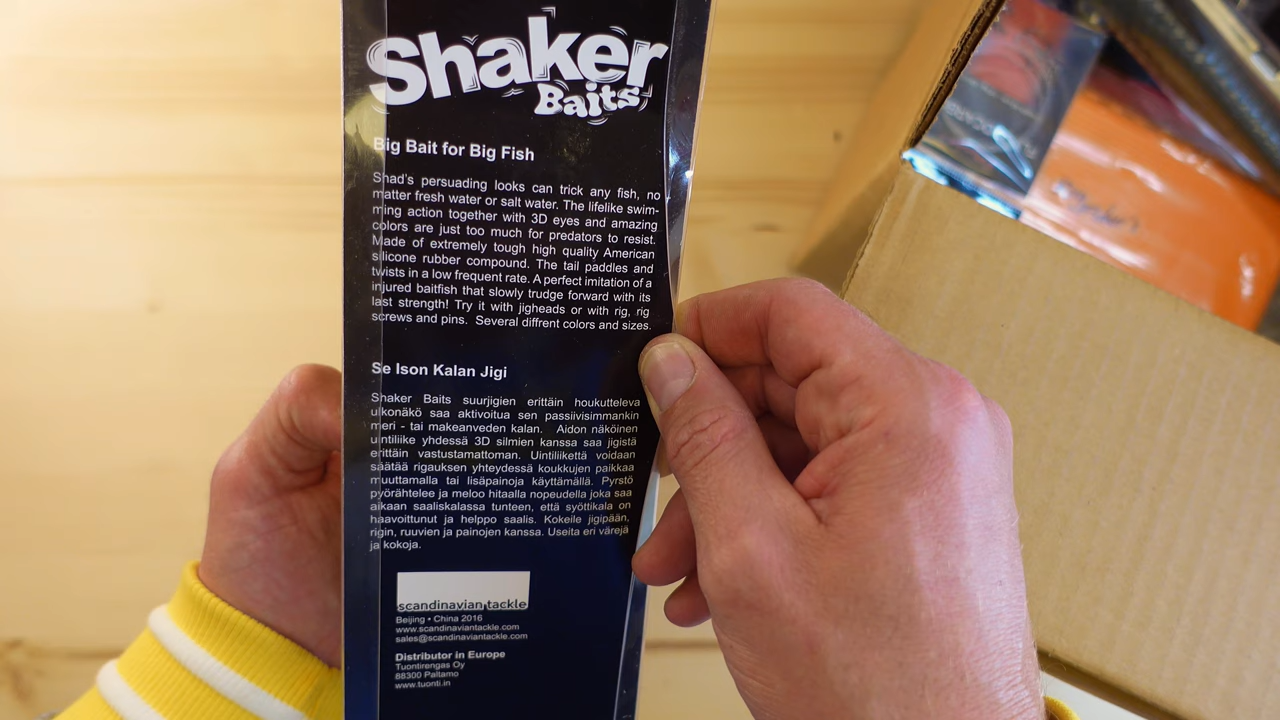 Shaker
Baits
Big Bait for Big Fish
Shad's persuading looks can trick any fish, no
matter fresh water or salt water. The lifelike swim-
ming action together with 3D eyes and amazing
colors are just too much for predators to resist.
Made of extremely tough high quality American
silicone rubber compound. The tail paddles and
twists in a low frequent rate. A perfect imitation of a
injured baitfish that slowly trudge forward with its
last strength! Try it with jigheads or with rig, rig
screws and pins. Several diffrent colors and sizes.
Se Ison Kalan Jigi
Shaker Baits suurjigien erittäin houkutteleva
ulkonäkö saa aktivoitua sen passiivisimmankin
meri - tai makeanveden kalan. Aidon näköinen
uintiliike yhdessä 3D silmien kanssa saa jigistä
erittäin vastustamattoman. Uintiliikettä voidaan
säätää rigauksen yhteydessä koukkujen paikkaa
muuttamalla tai lisäpainoja käyttämällä. Pyrstö
pyörähtelee ja meloo hitaalla nopeudella joka saa
aikaan saaliskalassa tunteen, että syöttikala on
haavoittunut ja helppo saalis. Kokeile jigipään,
rigin, ruuvien ja painojen kanssa. Useita eri värejä
ja kokoja.
scandinavian tackle
Beijing • China 2016
www.scandinaviantackle.com
sales@scandinaviantackle.com
Distributor in Europe
Tuontirengas Oy
88300 Paltamo
www.tuonti.in